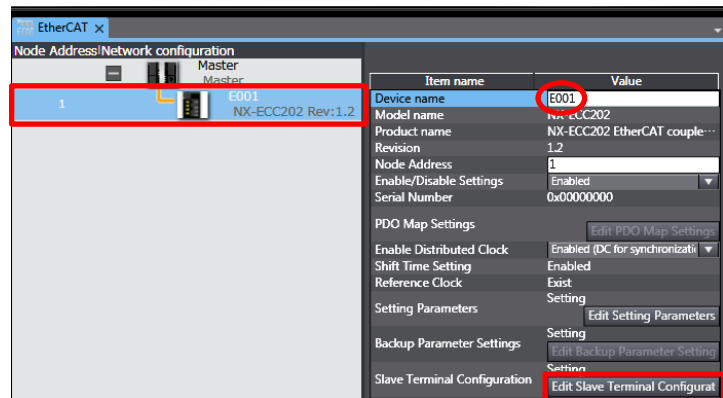 EtherCAT ×
Node Address Network configuration
Master
Master
1
E001
NX-ECC202 Rev:1.2
Item name Value
Device name E001
Model name NX-ECC202
Product name NX-ECC202 EtherCAT couple…
Revision 1.2
Node Address 1
Enable/Disable Settings Enabled
Serial Number 0x00000000
PDO Map Settings Edit PDO Map Settings
Enable Distributed Clock Enabled (DC for synchronizati
Shift Time Setting Enabled
Reference Clock Exist
Setting
Setting Parameters Edit Setting Parameters
Setting
Backup Parameter Settings Edit Backup Parameter Setting
Setting
Slave Terminal Configuration Edit Slave Terminal Configurat